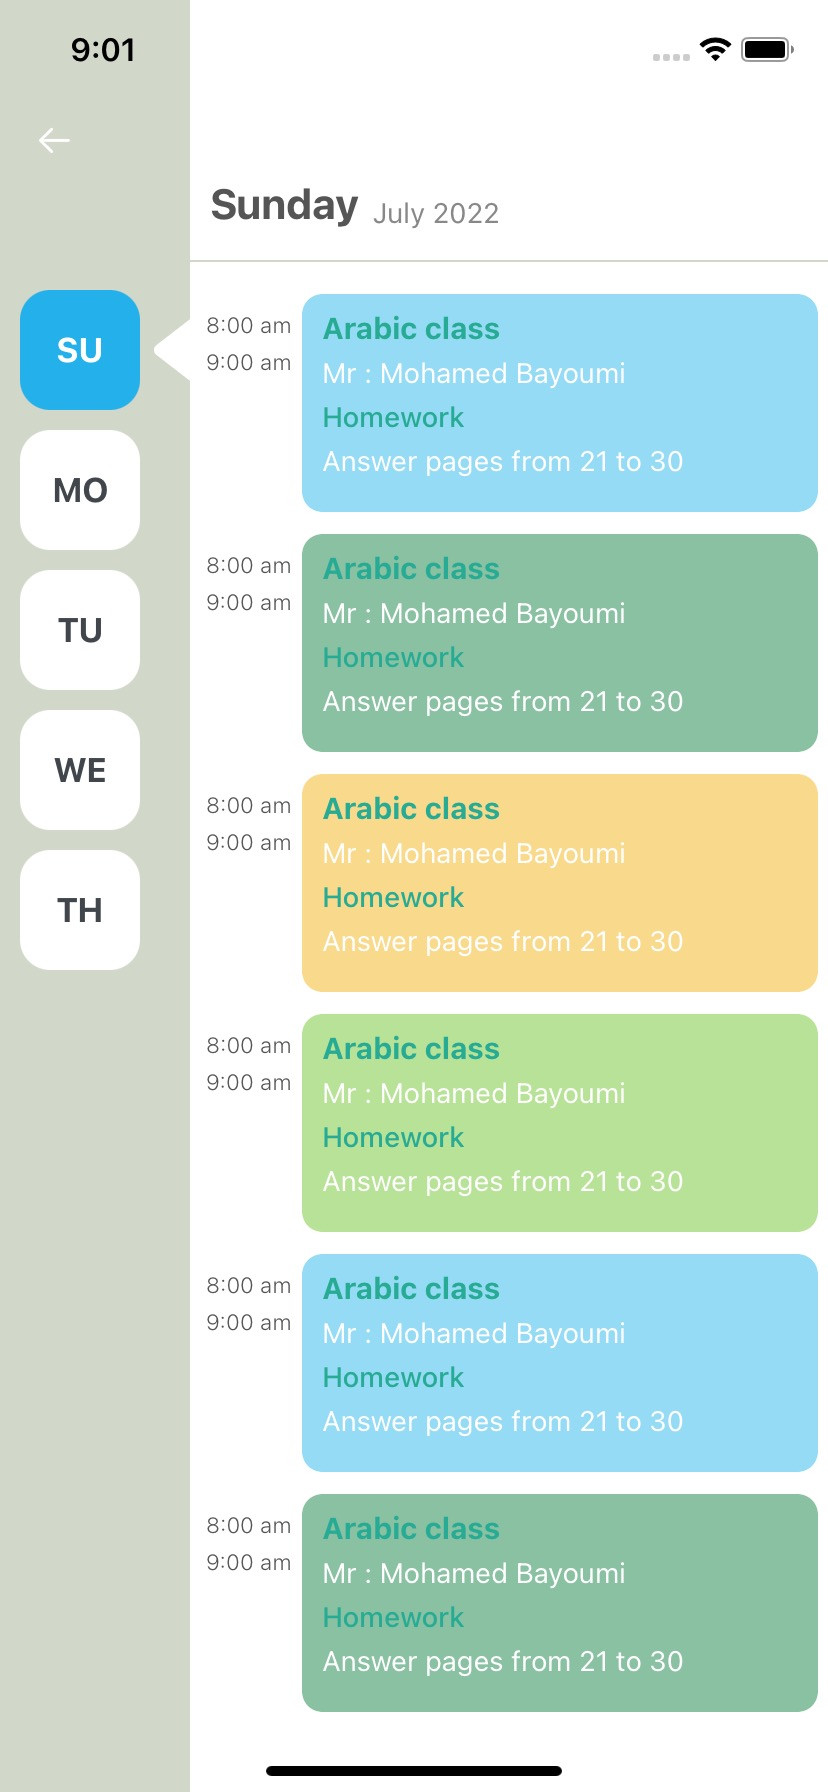 9:01
Sunday July 2022
SU
MO
TU
WE
TH
8:00 am
9:00 am
Arabic class
Mr : Mohamed Bayoumi
Homework
Answer pages from 21 to 30
8:00 am
9:00 am
Arabic class
Mr : Mohamed Bayoumi
Homework
Answer pages from 21 to 30
8:00 am
9:00 am
Arabic class
Mr : Mohamed Bayoumi
Homework
Answer pages from 21 to 30
8:00 am
9:00 am
Arabic class
Mr : Mohamed Bayoumi
Homework
Answer pages from 21 to 30
8:00 am
9:00 am
Arabic class
Mr : Mohamed Bayoumi
Homework
Answer pages from 21 to 30
8:00 am
9:00 am
Arabic class
Mr : Mohamed Bayoumi
Homework
Answer pages from 21 to 30